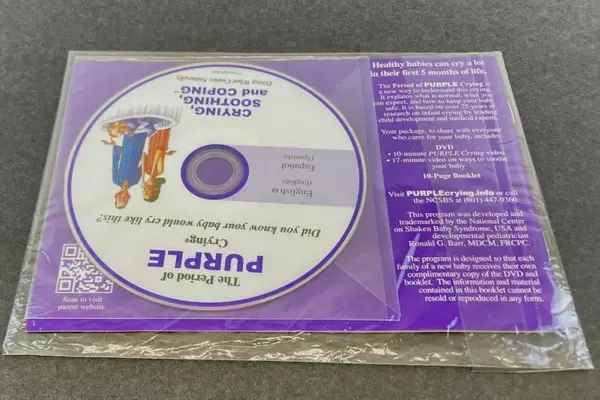 Healthy babies can cry a lot
in their first 5 months of life.
The Period of PURPLE Crying is
a new way to understand this crying.
It explains what is normal, what you
can expect, and how to keep your baby
safe. It is based on over 25 years of
research on infant crying by leading
child development and medical experts.
Your package, to share with everyone
who cares for your baby, includes:
DVD
• 10-minute PURPLE Crying video
• 17-minute video on ways to soothe
your baby
10-Page Booklet
Visit PURPLEcrying.info or call
the NCSBS at (801) 447-9360.
This program was developed and
trademarked by the National Center
on Shaken Baby Syndrome, USA and
developmental pediatrician
Ronald G. Barr, MDCM, FRCPC.
The program is designed so that each
family of a new baby receives their own
complimentary copy of the DVD and
booklet. The information and material
contained in this booklet cannot be
resold or reproduced in any form.
The Period of
PURPLE
Crying®
Did you know your baby would cry like this?
English
(English)
Español
(Spanish)
CRYING,
SOOTHING,
and COPING
Doing What Comes Naturally